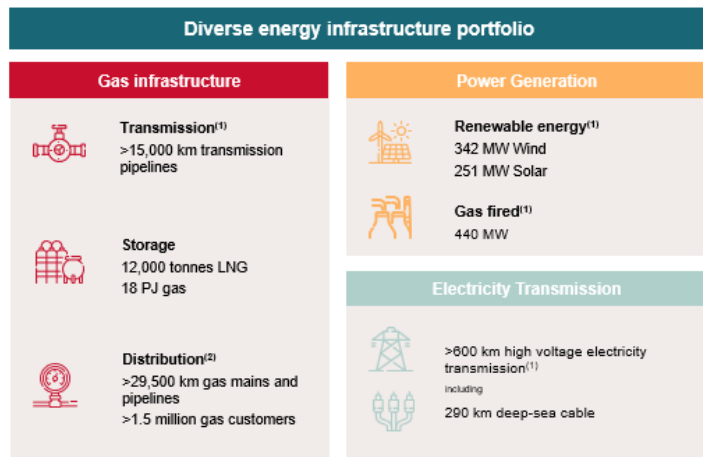 Diverse energy infrastructure portfolio
Gas infrastructure
Transmission(1)
>15,000 km transmission
pipelines
Storage
12,000 tonnes LNG
18 PJ gas
Distribution(2)
>29,500 km gas mains and
pipelines
>1.5 million gas customers
Power Generation
Renewable energy(1)
342 MW Wind
251 MW Solar
Gas fired(1)
440 MW
Electricity Transmission
>600 km high voltage electricity
transmission(1)
including
290 km deep-sea cable